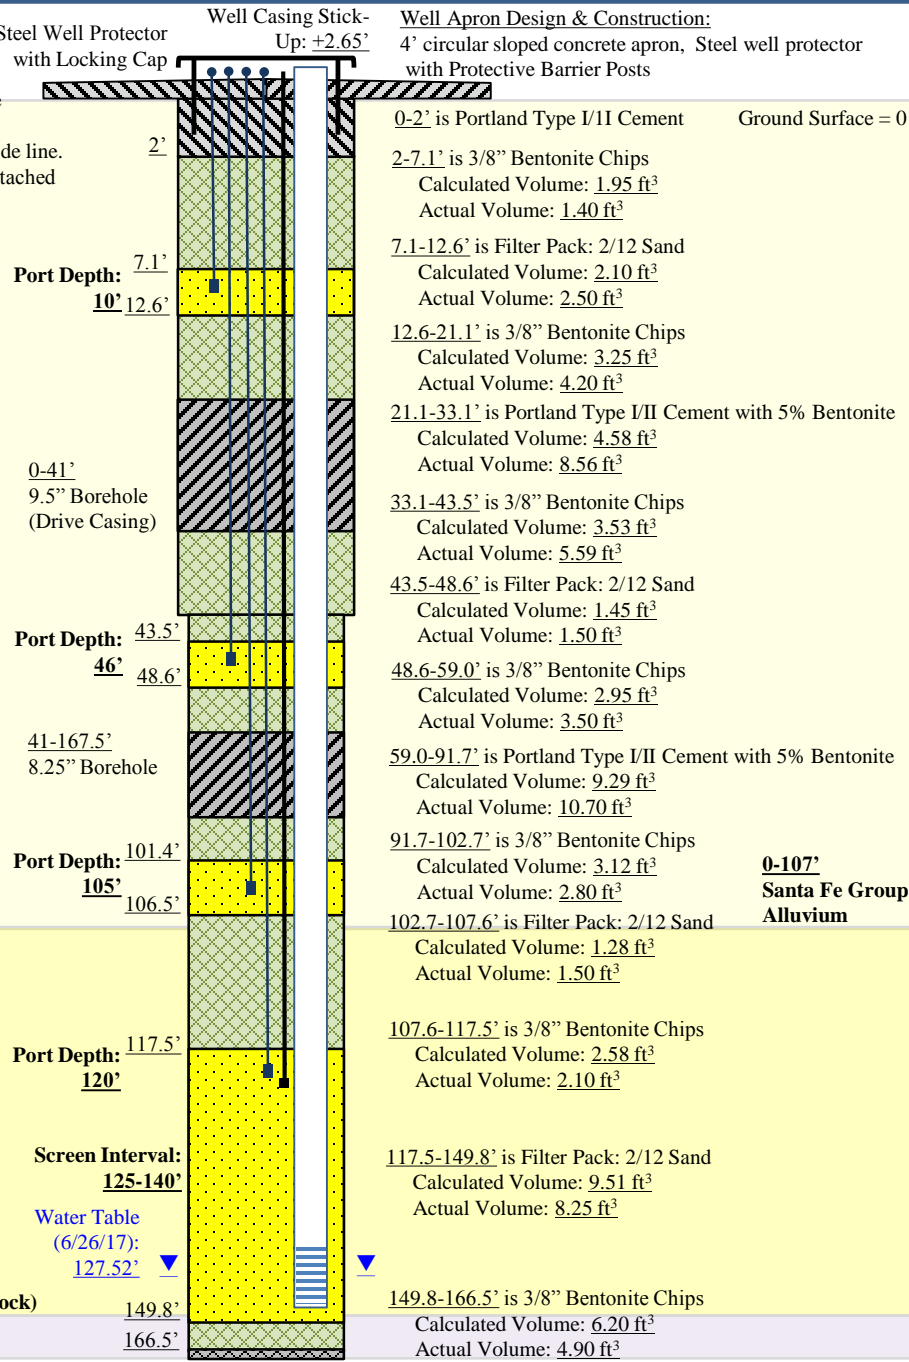 Steel Well Protector
with Locking Cap
Well Casing Stick-
Up: +2.65’
Well Apron Design & Construction:
4’ circular sloped concrete apron, Steel well protector
with Protective Barrier Posts
0-2’ is Portland Type I/1I Cement
Ground Surface = 0
de line.
tached
2’
2-7.1’ is 3/8” Bentonite Chips
Calculated Volume: 1.95 ft³
Actual Volume: 1.40 ft³
7.1’
Port Depth:
10’
12.6’
7.1-12.6’ is Filter Pack: 2/12 Sand
Calculated Volume: 2.10 ft³
Actual Volume: 2.50 ft³
12.6-21.1’ is 3/8” Bentonite Chips
Calculated Volume: 3.25 ft³
Actual Volume: 4.20 ft³
21.1-33.1’ is Portland Type I/II Cement with 5% Bentonite
Calculated Volume: 4.58 ft³
Actual Volume: 8.56 ft³
0-41’
9.5” Borehole
(Drive Casing)
33.1-43.5’ is 3/8” Bentonite Chips
Calculated Volume: 3.53 ft³
Actual Volume: 5.59 ft³
43.5-48.6’ is Filter Pack: 2/12 Sand
Calculated Volume: 1.45 ft³
Actual Volume: 1.50 ft³
Port Depth:
46’
43.5’
48.6’
48.6-59.0’ is 3/8” Bentonite Chips
Calculated Volume: 2.95 ft³
Actual Volume: 3.50 ft³
41-167.5’
8.25” Borehole
59.0-91.7’ is Portland Type I/II Cement with 5% Bentonite
Calculated Volume: 9.29 ft³
Actual Volume: 10.70 ft³
91.7-102.7’ is 3/8” Bentonite Chips
Calculated Volume: 3.12 ft³
Actual Volume: 2.80 ft³
Port Depth:
105’
101.4’
106.5’
0-107’
Santa Fe Group
Alluvium
102.7-107.6’ is Filter Pack: 2/12 Sand
Calculated Volume: 1.28 ft³
Actual Volume: 1.50 ft³
107.6-117.5’ is 3/8” Bentonite Chips
Calculated Volume: 2.58 ft³
Actual Volume: 2.10 ft³
Port Depth:
120’
117.5’
Screen Interval:
125-140’
117.5-149.8’ is Filter Pack: 2/12 Sand
Calculated Volume: 9.51 ft³
Actual Volume: 8.25 ft³
Water Table
(6/26/17):
127.52’
ock)
149.8’
166.5’
149.8-166.5’ is 3/8” Bentonite Chips
Calculated Volume: 6.20 ft³
Actual Volume: 4.90 ft³